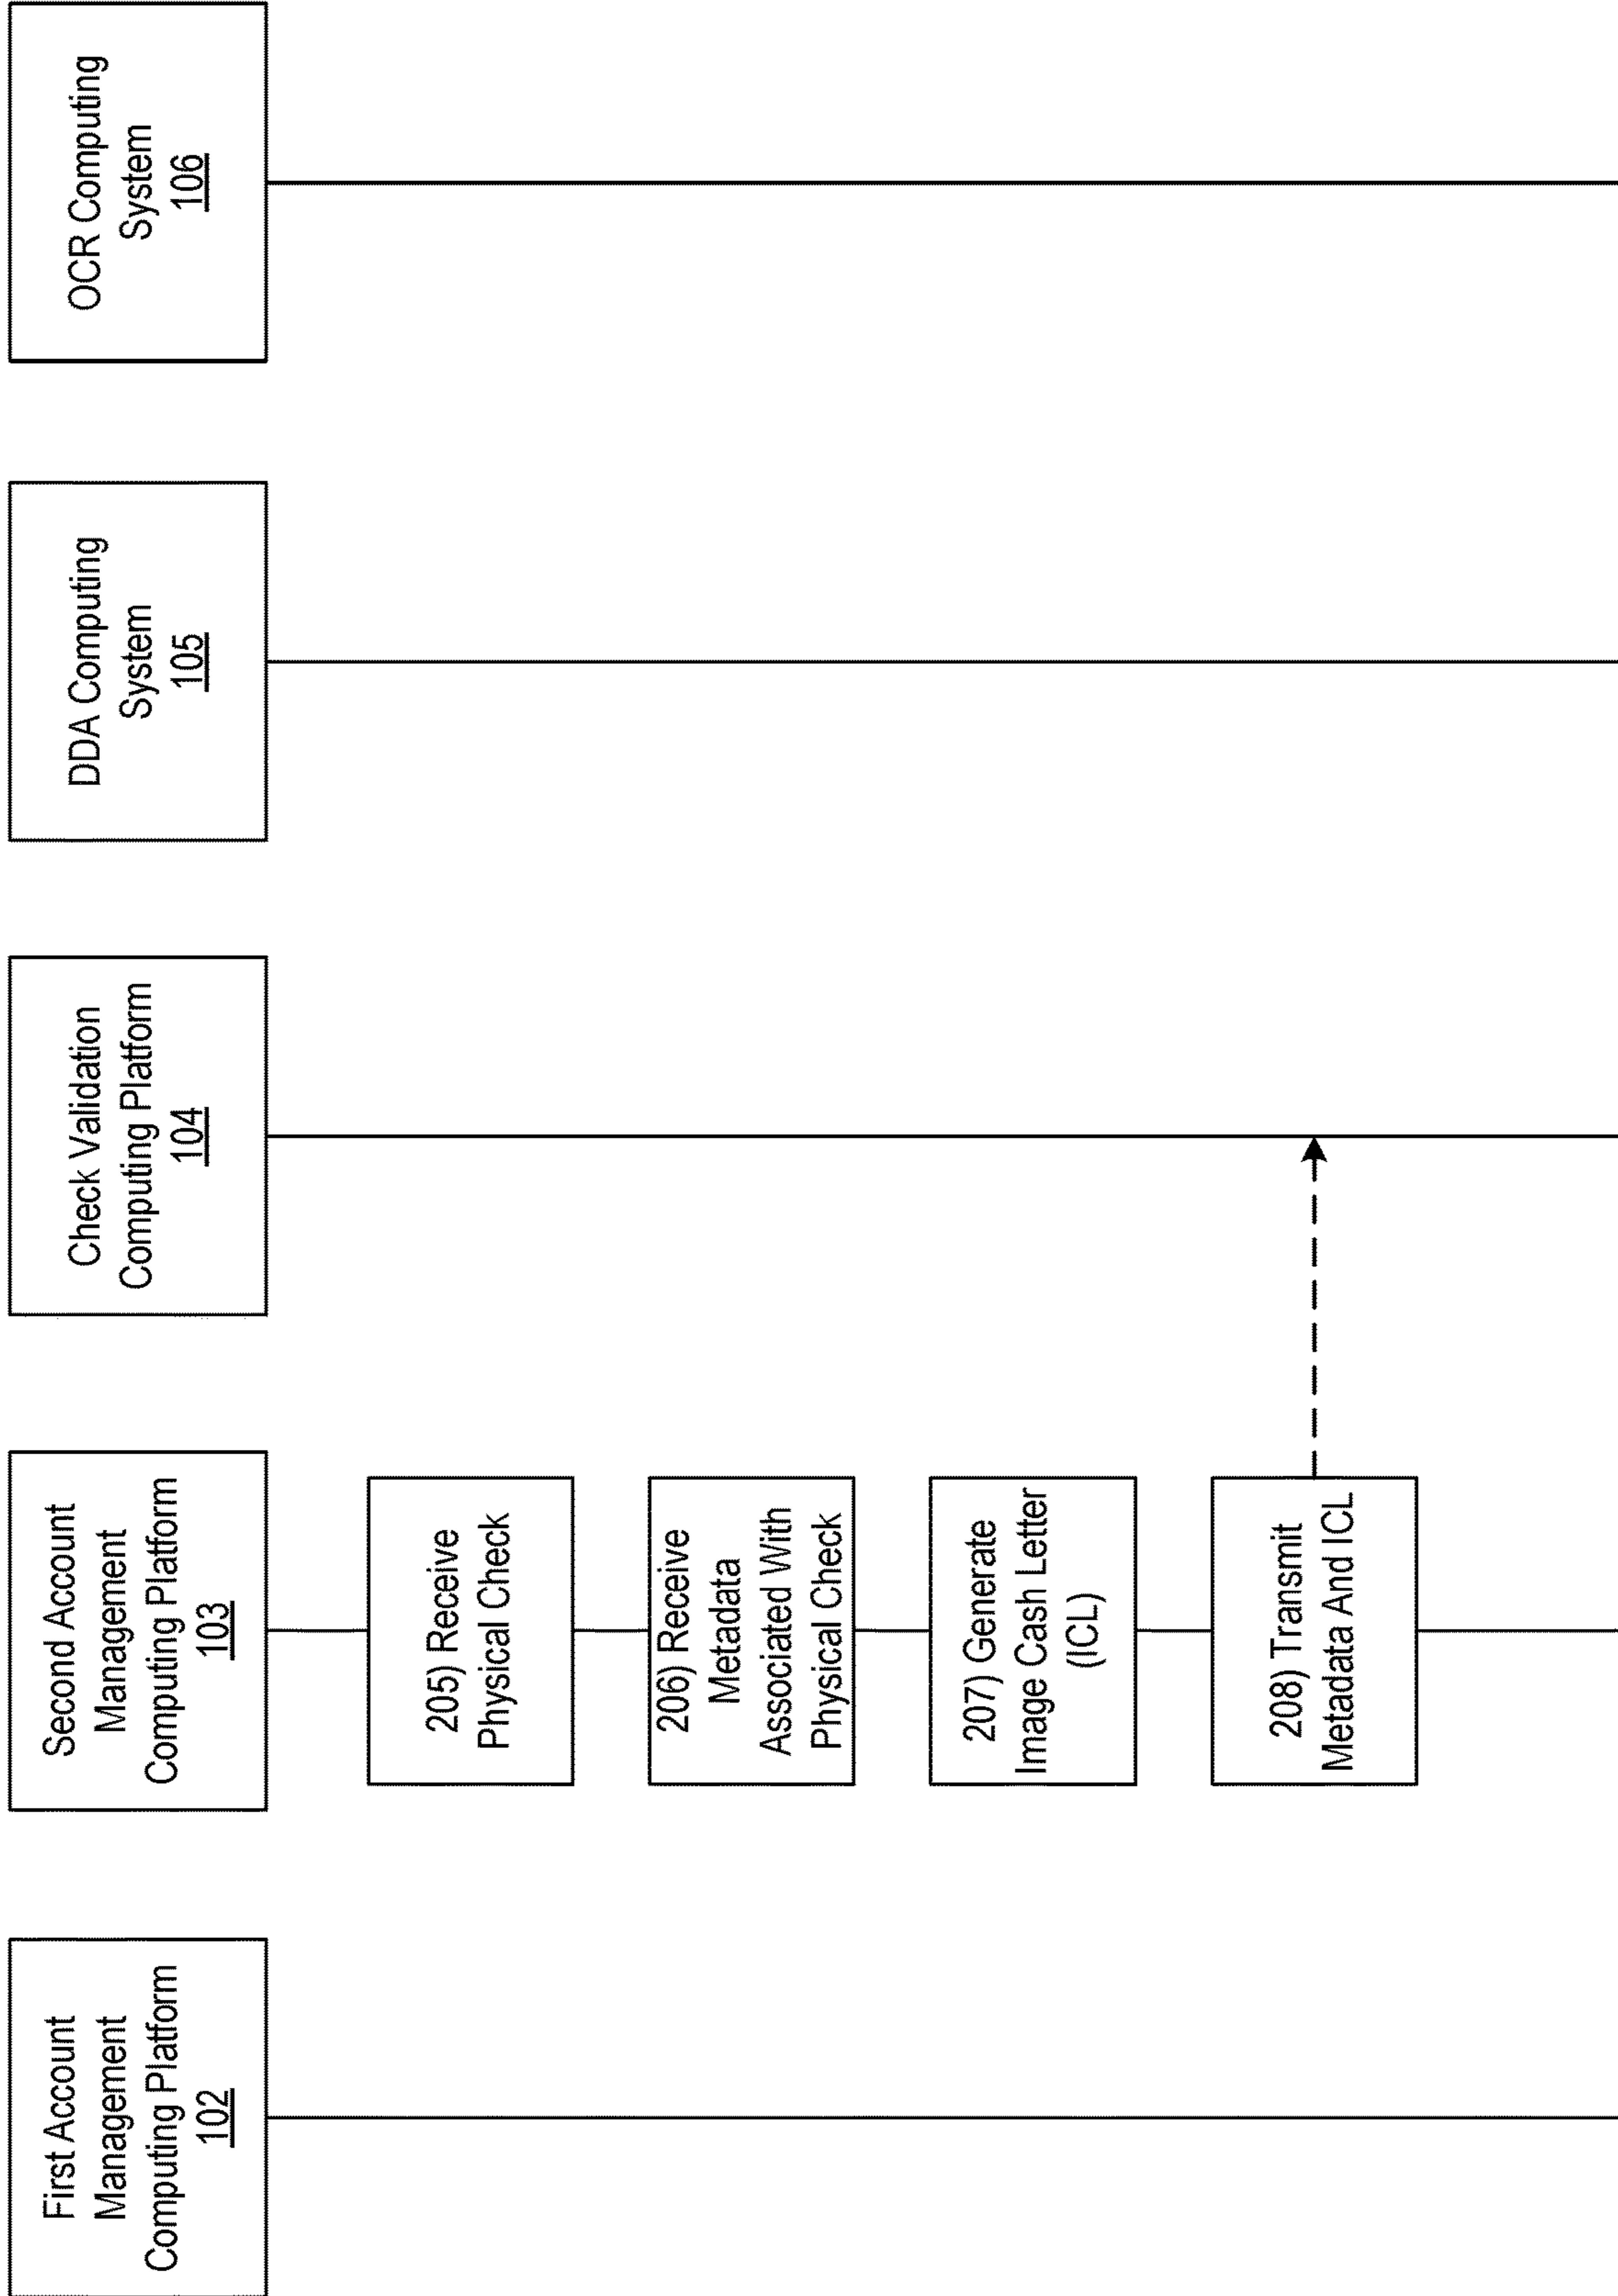 First Account
Management
Computing Platform
102
Second Account
Management
Computing Platform
103
Check Validation
Computing Platform
104
DDA Computing
System
105
OCR Computing
System
106
205) Receive
Physical Check
206) Receive
Metadata
Associated With
Physical Check
207) Generate
Image Cash Letter
(ICL)
208) Transmit
Metadata And ICL